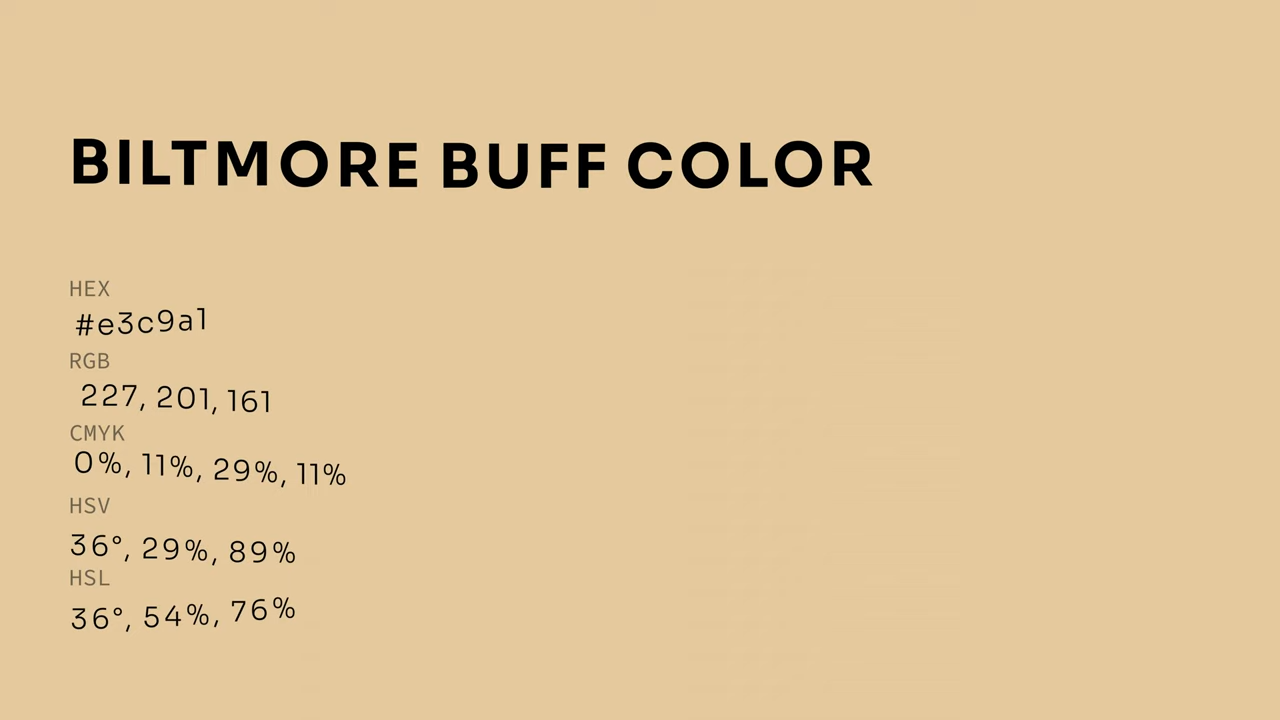 BILTMORE BUFF COLOR
HEX
#e3c9a1
RGB
227, 201, 161
CMYK
0%, 11%, 29%, 11%
HSV
36°, 29%, 89%
HSL
36°, 54%, 76%